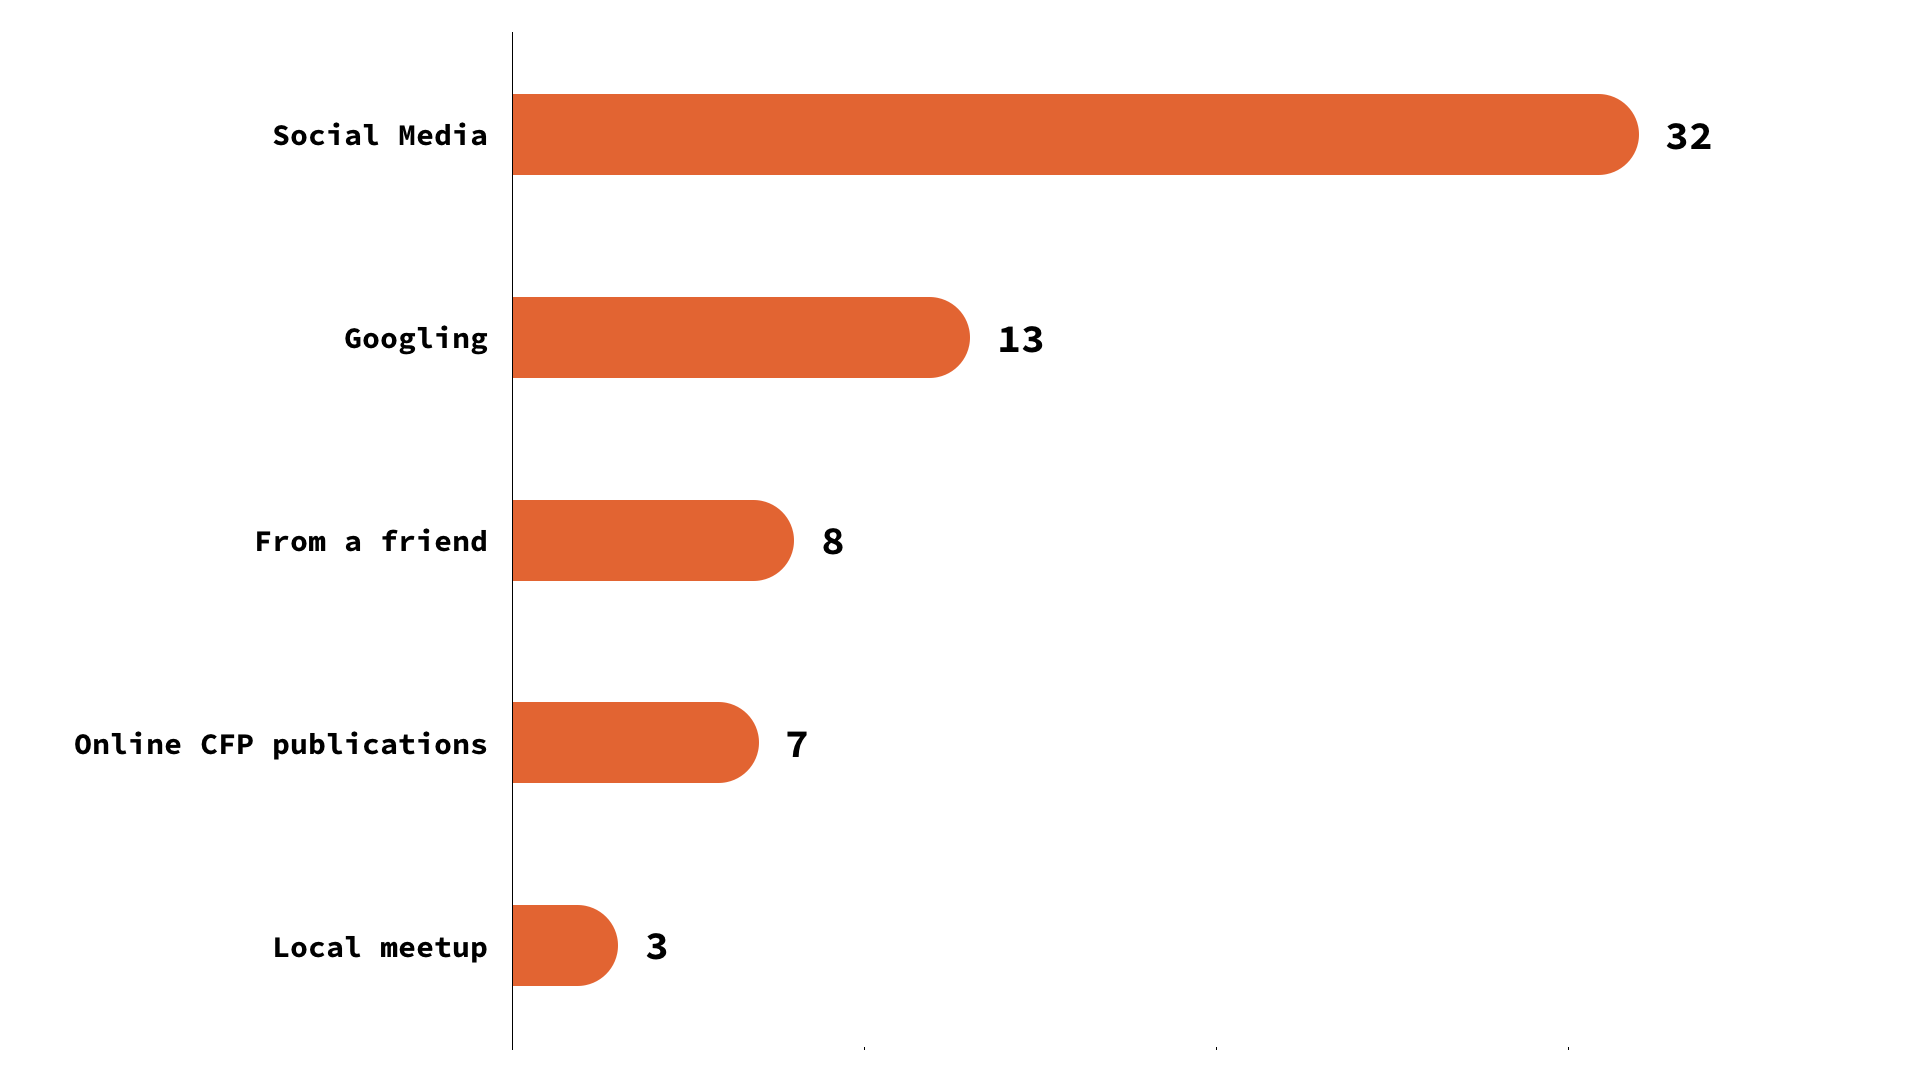 Social Media 32
Googling 13
From a friend 8
Online CFP publications 7
Local meetup 3